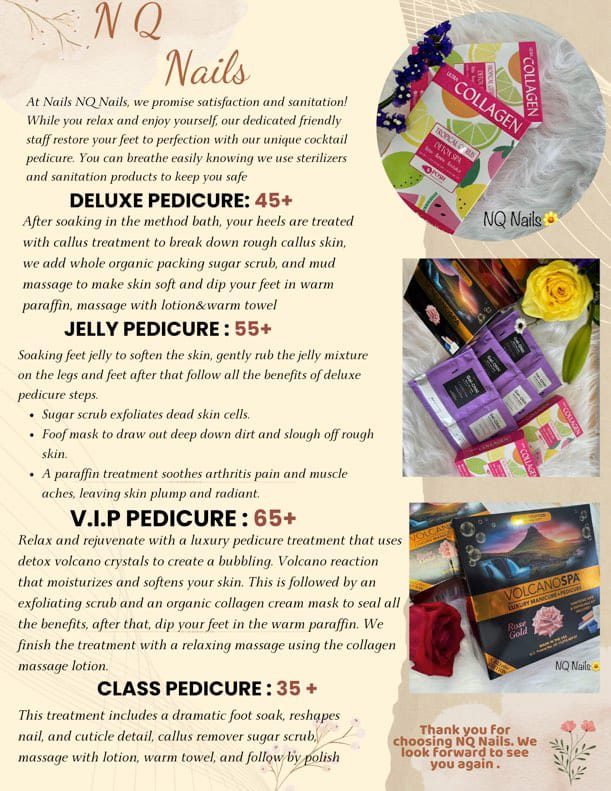 N Q
Nails
At Nails NQ Nails, we promise satisfaction and sanitation!
While you relax and enjoy yourself, our dedicated friendly
staff restore your feet to perfection with our unique cocktail
pedicure. You can breathe easily knowing we use sterilizers
and sanitation products to keep you safe
DELUXE PEDICURE: 45+
After soaking in the method bath, your heels are treated
with callus treatment to break down rough callus skin,
we add whole organic packing sugar scrub, and mud
massage to make skin soft and dip your feet in warm
paraffin, massage with lotion&warm towel
JELLY PEDICURE : 55+
Soaking feet jelly to soften the skin, gently rub the jelly mixture
on the legs and feet after that follow all the benefits of deluxe
pedicure steps.
• Sugar scrub exfoliates dead skin cells.
• Foof mask to draw out deep down dirt and slough off rough
skin.
• A paraffin treatment soothes arthritis pain and muscle
aches, leaving skin plump and radiant.
V.I.P PEDICURE : 65+
Relax and rejuvenate with a luxury pedicure treatment that uses
detox volcano crystals to create a bubbling. Volcano reaction
that moisturizes and softens your skin. This is followed by an
exfoliating scrub and an organic collagen cream mask to seal all
the benefits, after that, dip your feet in the warm paraffin. We
finish the treatment with a relaxing massage using the collagen
massage lotion.
CLASS PEDICURE : 35 +
This treatment includes a dramatic foot soak, reshapes
nail, and cuticle detail, callus remover sugar scrub,
massage with lotion, warm towel, and follow by polish
ULTRA
COLLAGEN
DETOX SPA
ULTRA
COLLAGEN
TROPICAL CITRUS
DETOX SPA
NQ Nails
VOLCANOSPA
LUXURY MANICURE+PEDICURE
Rose
Gold
NQ Nails
Thank you for
choosing NQ Nails. We
look Forward to see
you again .